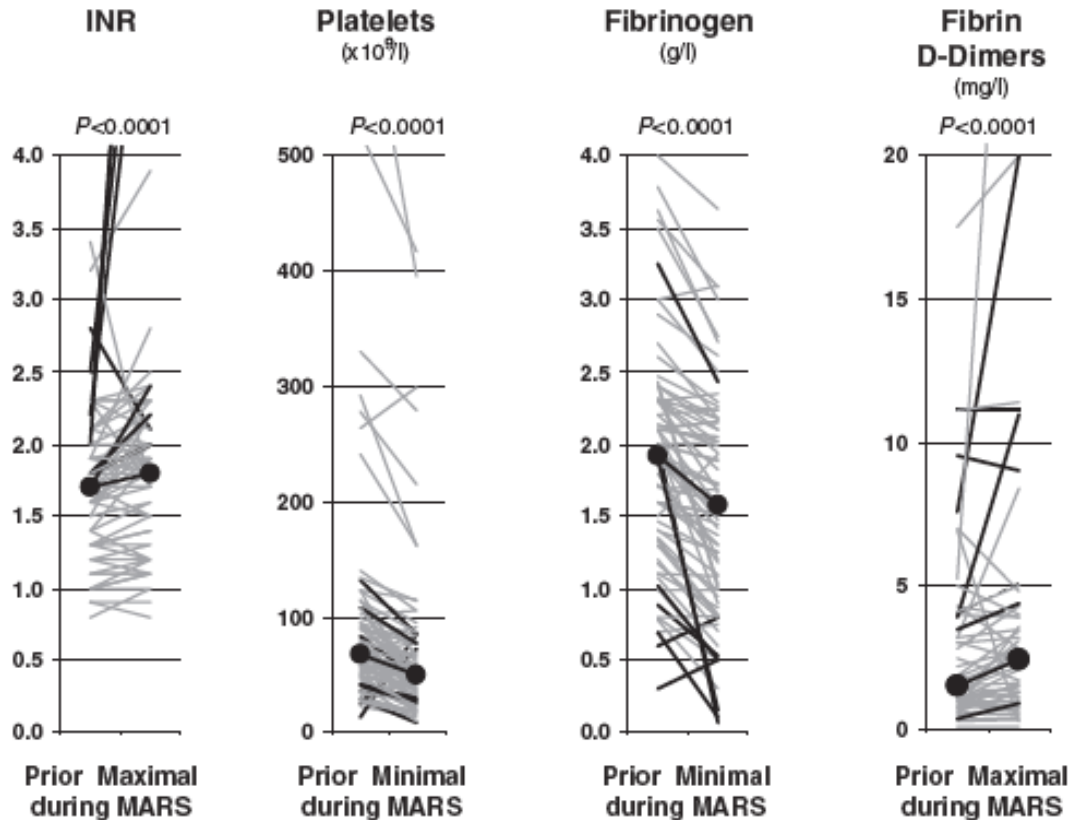 INR
P<0.0001
4.0
3.5
3.0
2.5
2.0
1.5
1.0
0.5
0.0
Prior Maximal
during MARS
Platelets
(x10⁹/l)
P<0.0001
500
400
300
200
100
0
Prior Minimal
during MARS
Fibrinogen
(g/l)
P<0.0001
4.0
3.5
3.0
2.5
2.0
1.5
1.0
0.5
0.0
Prior Minimal
during MARS
Fibrin
D-Dimers
(mg/l)
P<0.0001
20
15
10
5
0
Prior Maximal
during MARS